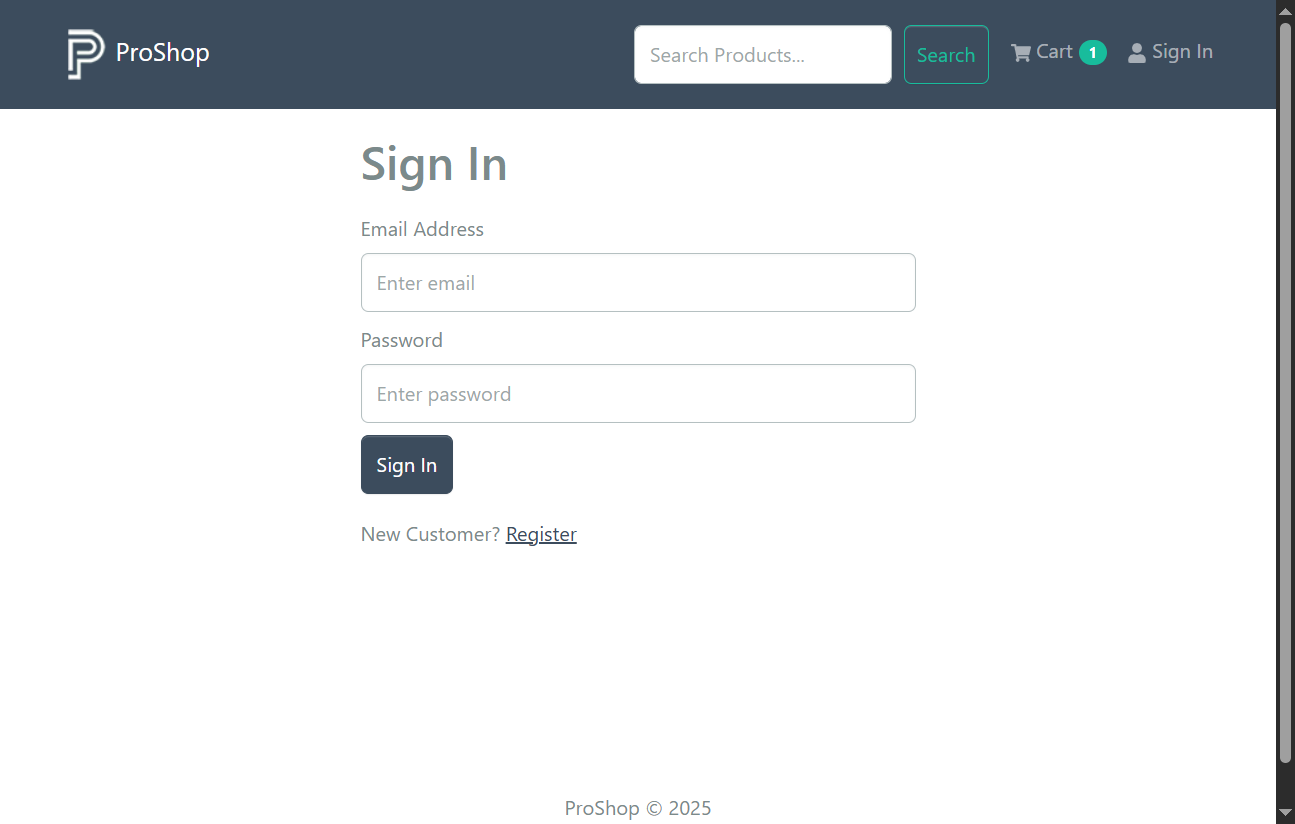 ProShop
Search Products...
Search
Cart 1
Sign In
Sign In
Email Address
Enter email
Password
Enter password
Sign In
New Customer? Register
ProShop © 2025